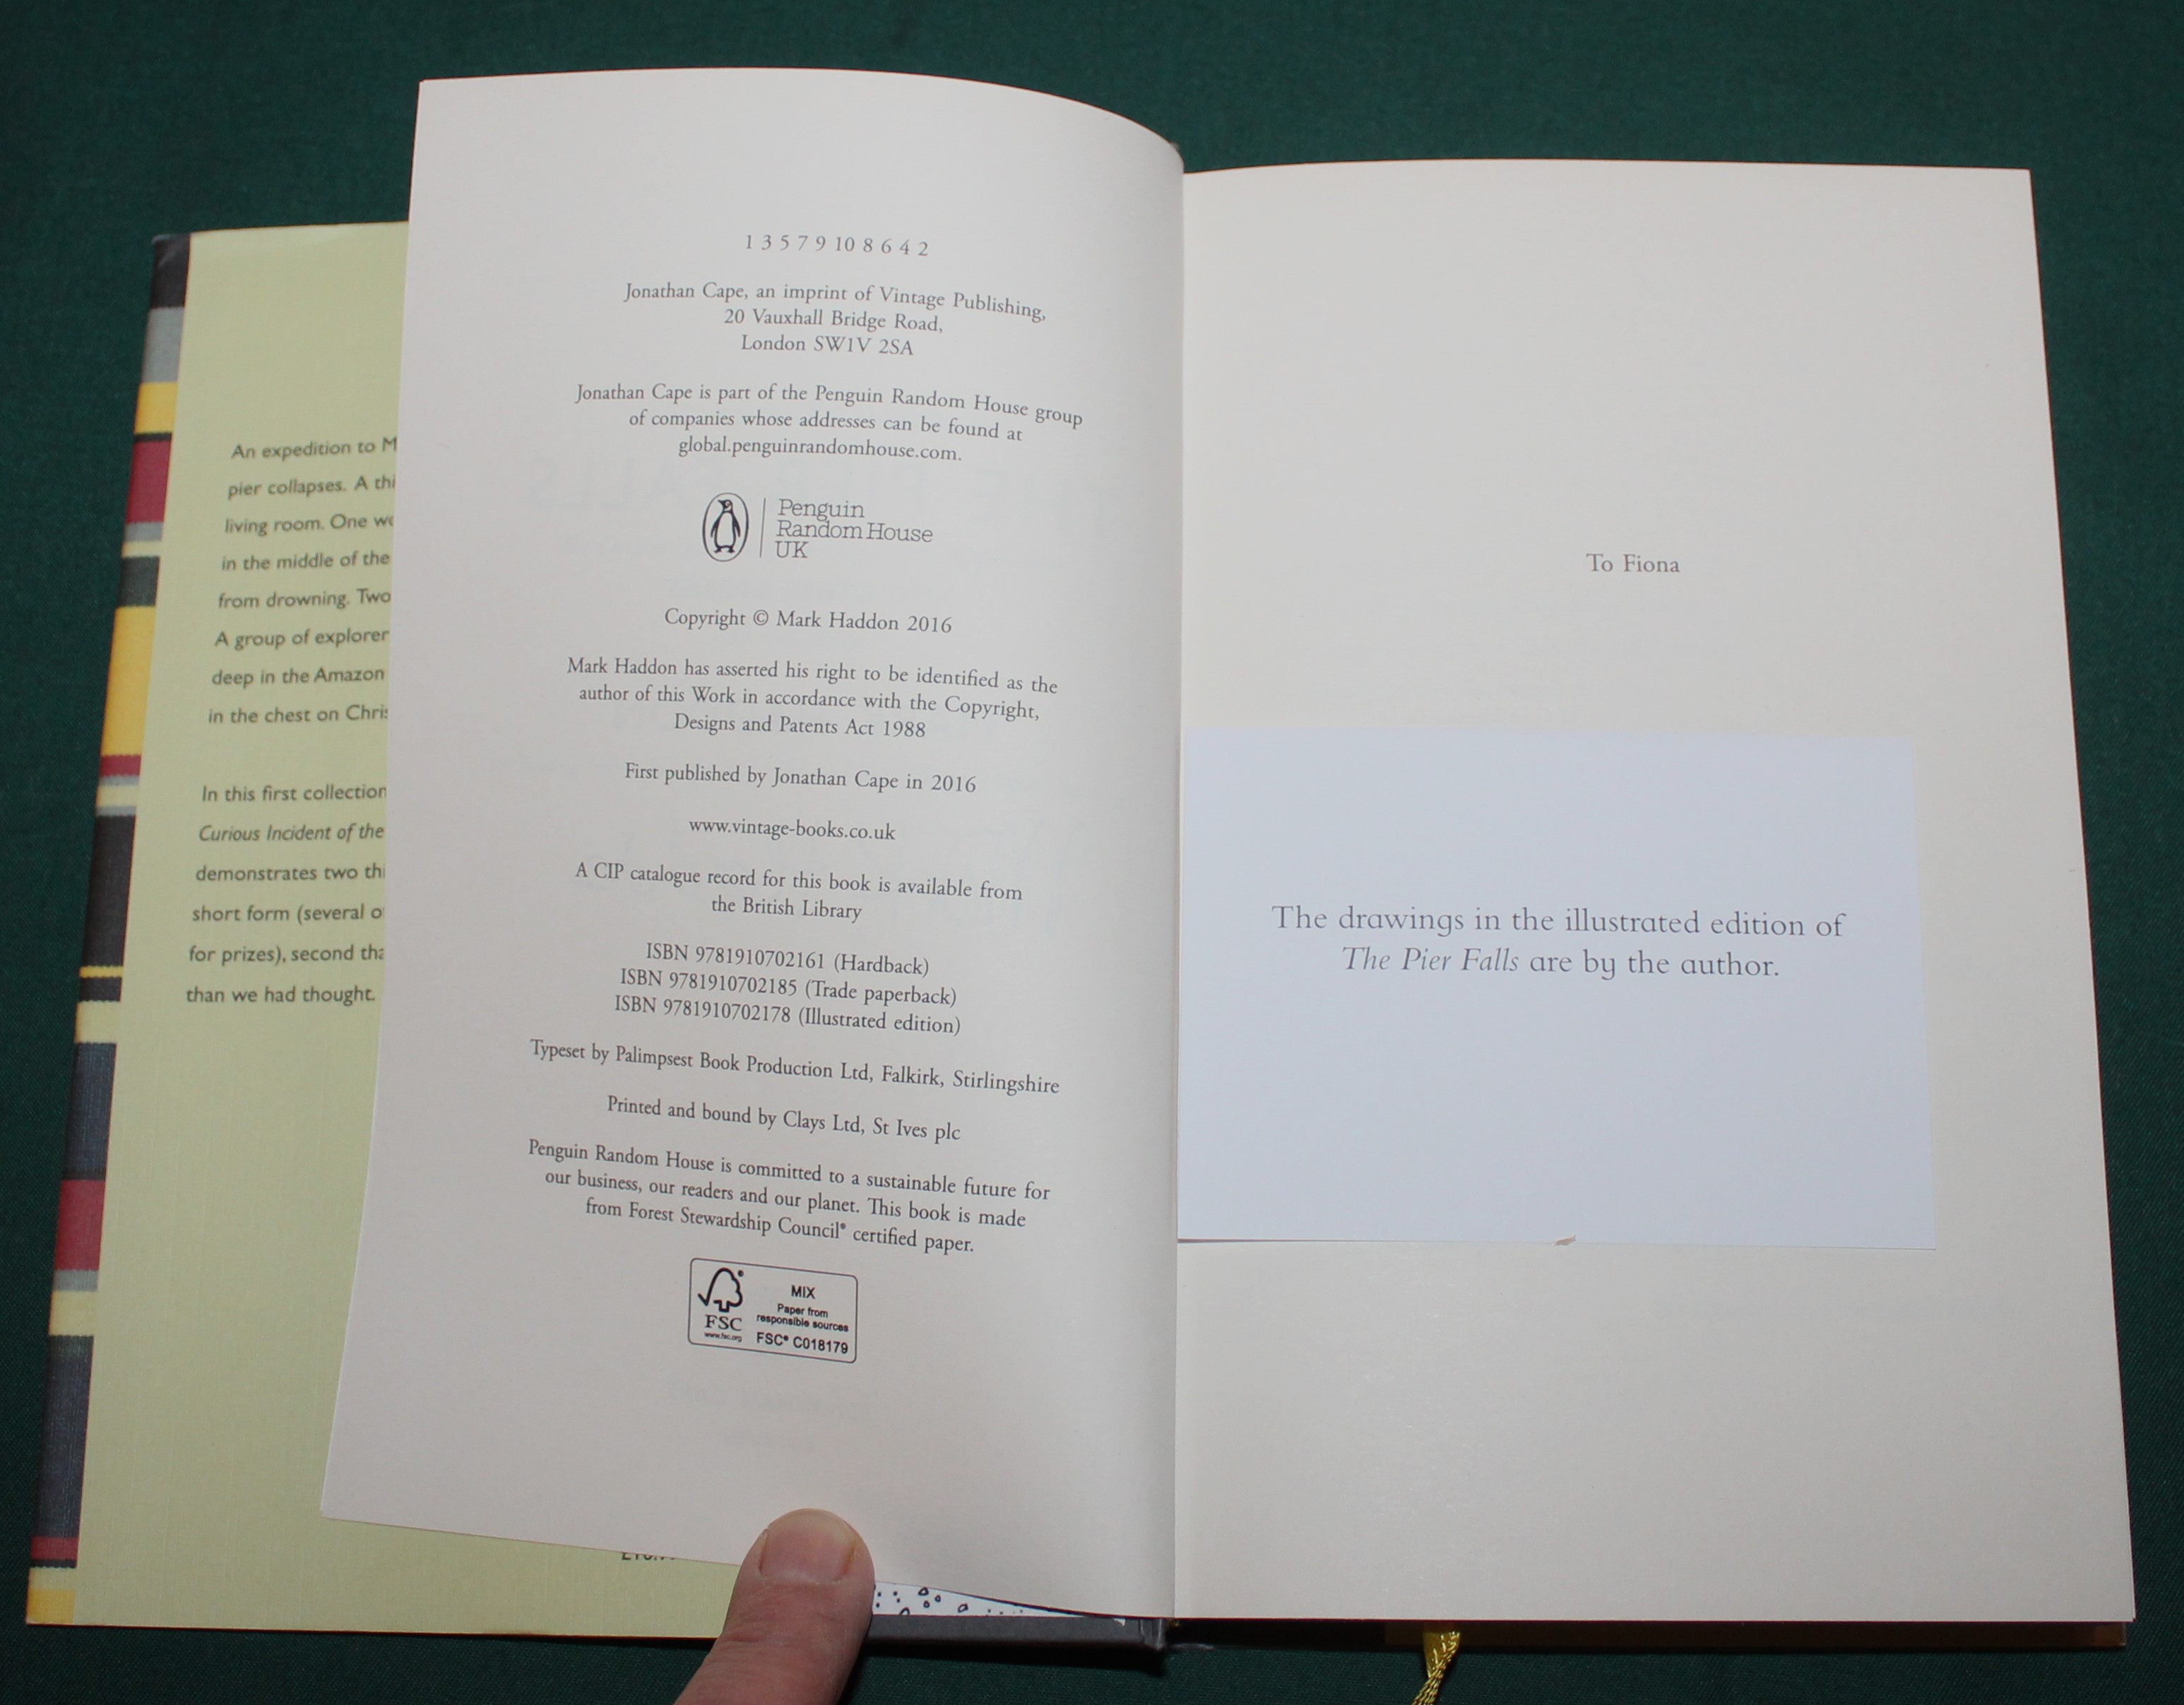 An expedition to
pier collapses. A
living room. One
in the middle of the
from drowning. Two
A group of
deep in the Amazon
in the chest on
In this first
Curious Incident of the
demonstrates two
short form (several
for prizes), second
than we had thought.
1 3 5 7 9 10 8 6 4 2
Jonathan Cape, an imprint of Vintage Publishing,
20 Vauxhall Bridge Road,
London SW1V 2SA
Jonathan Cape is part of the Penguin Random House group
of companies whose addresses can be found at
global.penguinrandomhouse.com.
Penguin
Random House
UK
Copyright © Mark Haddon 2016
Mark Haddon has asserted his right to be identified as the
author of this Work in accordance with the Copyright,
Designs and Patents Act 1988
First published by Jonathan Cape in 2016
www.vintage-books.co.uk
A CIP catalogue record for this book is available from
the British Library
ISBN 9781910702161 (Hardback)
ISBN 9781910702185 (Trade paperback)
ISBN 9781910702178 (Illustrated edition)
Typeset by Palimpsest Book Production Ltd, Falkirk, Stirlingshire
Printed and bound by Clays Ltd, St Ives plc
Penguin Random House is committed to a sustainable future for
our business, our readers and our planet. This book is made
from Forest Stewardship Council® certified paper.
FSC
www.fsc.org
MIX
Paper from
responsible sources
FSC® C018179
To Fiona
The drawings in the illustrated edition of
The Pier Falls are by the author.